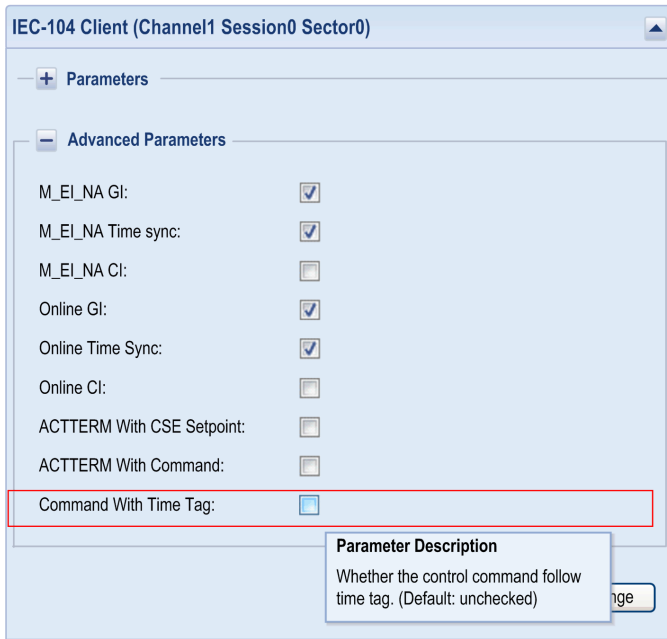 IEC-104 Client (Channel1 Session0 Sector0)
Parameters
Advanced Parameters
M_EI_NA GI:
M_EI_NA Time sync:
M_EI_NA CI:
Online GI:
Online Time Sync:
Online CI:
ACTTERM With CSE Setpoint:
ACTTERM With Command:
Command With Time Tag:
Parameter Description
Whether the control command follow
time tag. (Default: unchecked)